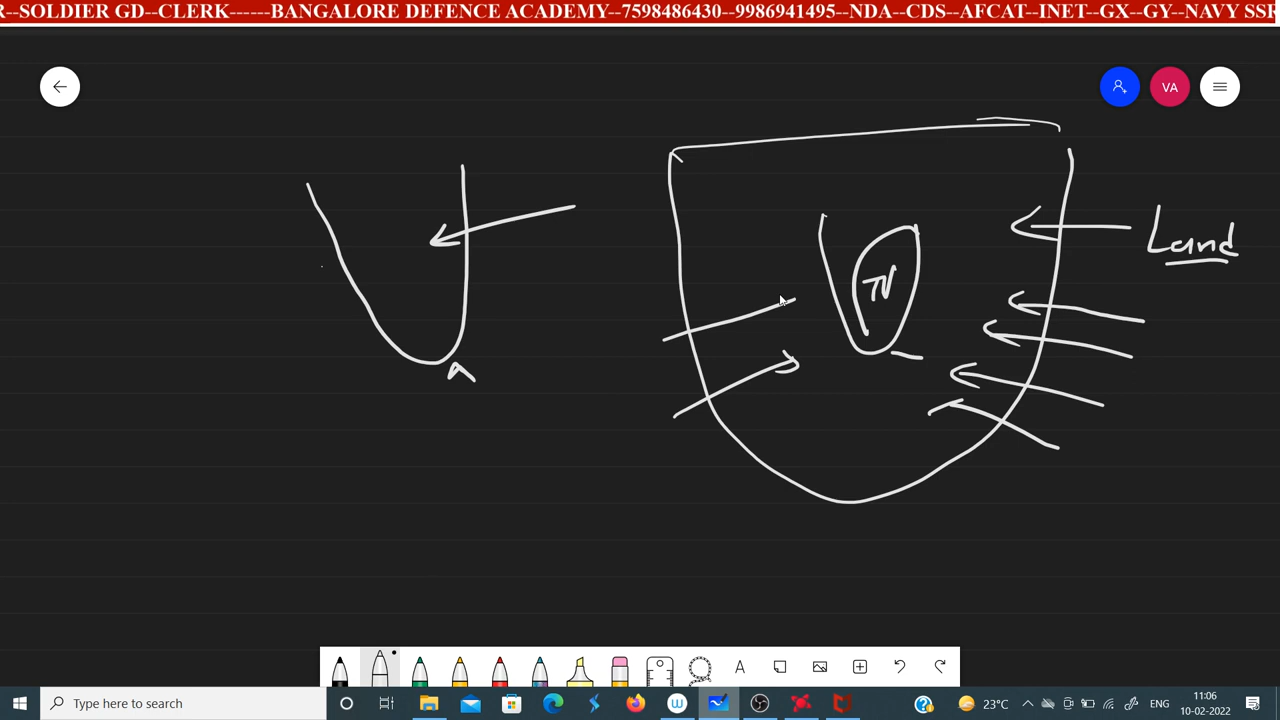 R--SOLDIER GD--CLERK------BANGALORE DEFENCE ACADEMY--7598486430--9986941495--NDA--CDS--AFCAT--INET--GX--GY--NAVY SSR
VA
Land
TN
A
Type here to search
W
23°C
ENG
11:06
10-02-2022